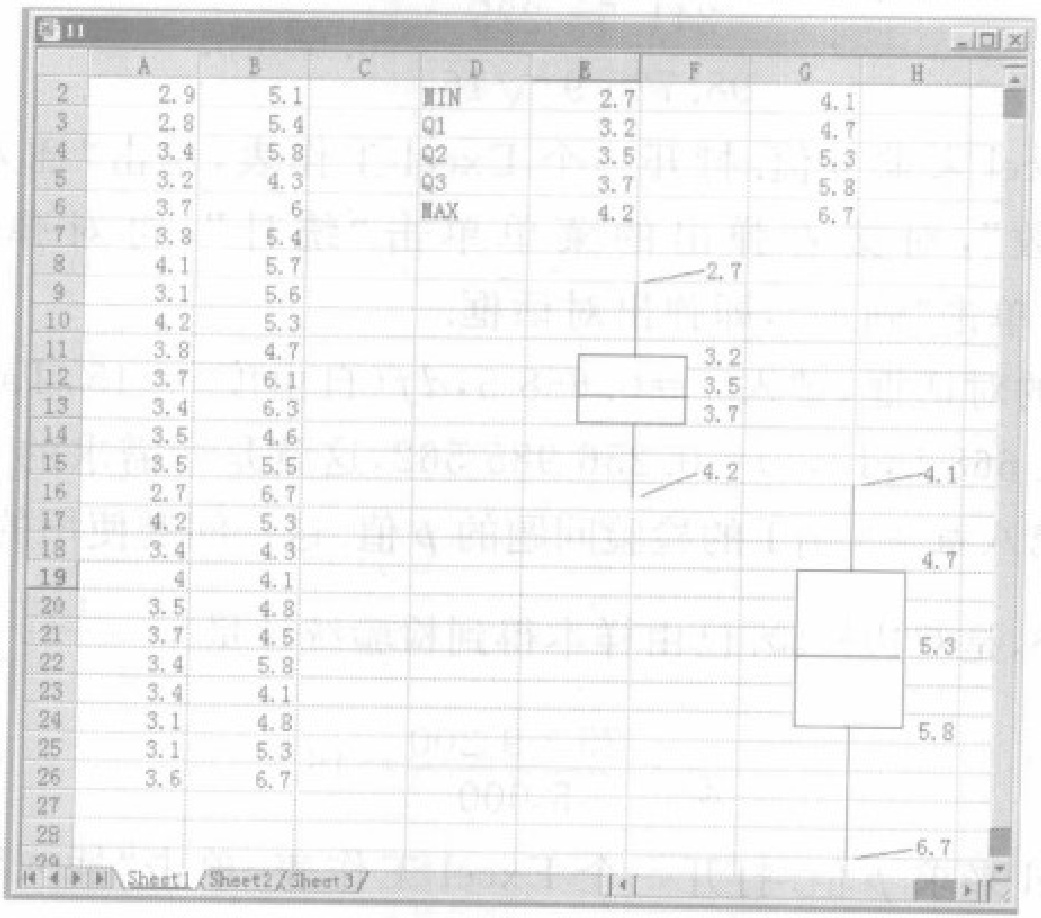 11
A B C D E F G H
2 2.9 5.1 MIN 2.7 4.1
3 2.8 5.4 Q1 3.2 4.7
4 3.4 5.8 Q2 3.5 5.3
5 3.2 4.3 Q3 3.7 5.8
6 3.7 6 MAX 4.2 6.7
7 3.8 5.4
8 4.1 5.7 2.7
9 3.1 5.6
10 4.2 5.3
11 3.8 4.7 3.2
12 3.7 6.1 3.5
13 3.4 6.3 3.7
14 3.5 4.6
15 3.5 5.5 4.2 4.1
16 2.7 6.7
17 4.2 5.3
18 3.4 4.3 4.7
19 4 4.1
20 3.5 4.8
21 3.7 4.5 5.3
22 3.4 5.8
23 3.4 4.1
24 3.1 4.8 5.8
25 3.1 5.3
26 3.6 6.7
27
28 6.7
29
Sheet1 Sheet2 Sheet3